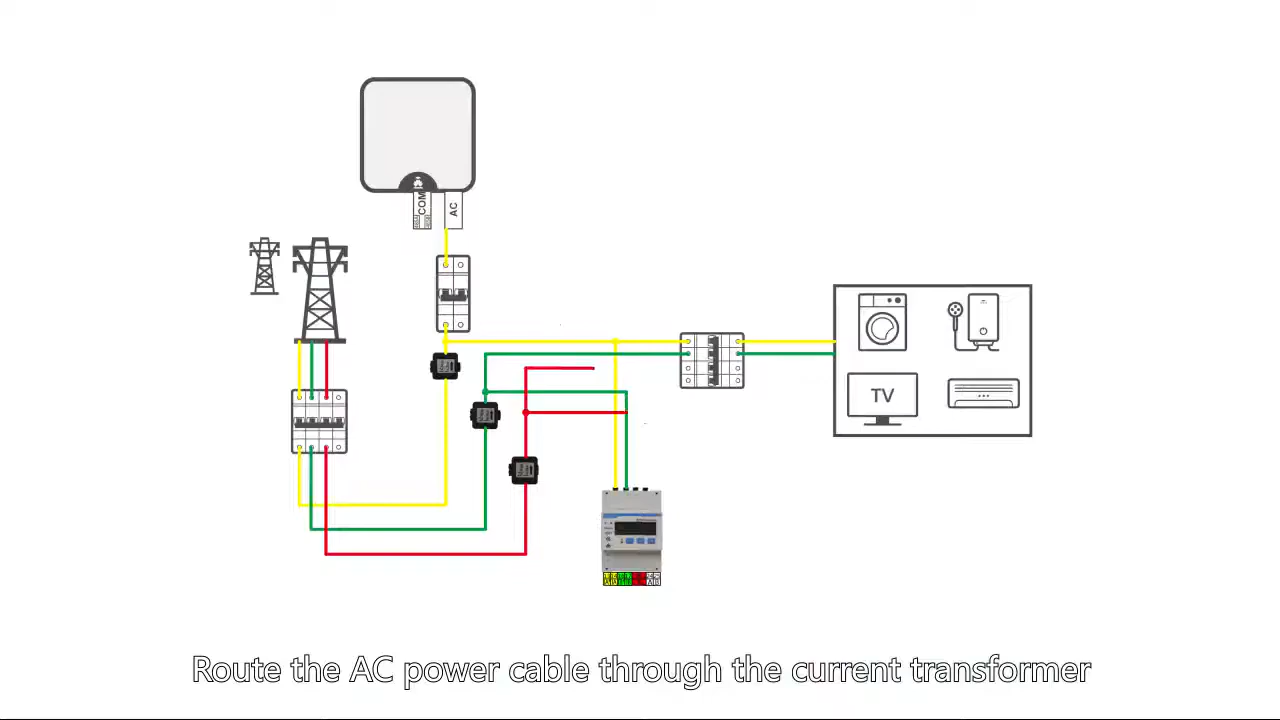 COM
AC
TV
Route the AC power cable through the current transformer